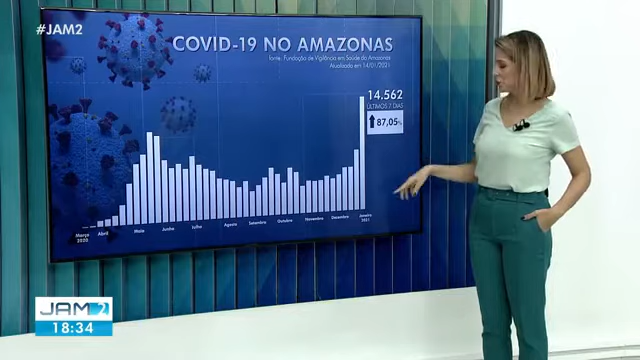 #JAM2
COVID-19 NO AMAZONAS
fonte: Fundação de Vigilância em Saúde do Amazonas
Atualizado em 14/01/2021
14.562
ÚLTIMOS 7 DIAS
87,05%
Março
2020
Abril
Maio
Junho
Julho
Agosto
Setembro
Outubro
Novembro
Dezembro
Janeiro
2021
JAM2
18:34